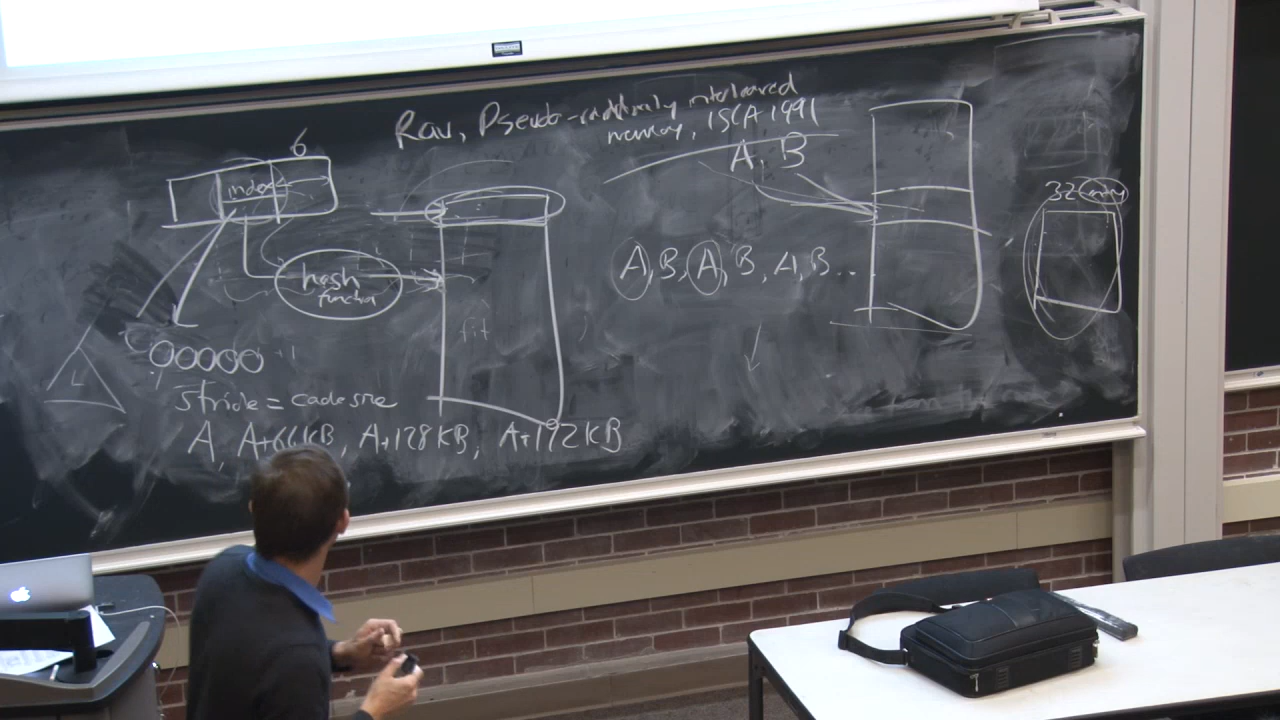 Rau, Pseudo-randomly interleaved
memory, ISCA 1991
6
index
A, B
32 entry
A, B, A, B, A, B...
hash
function
00000
stride = cache size
A, A+64KB, A+128KB, A+192KB